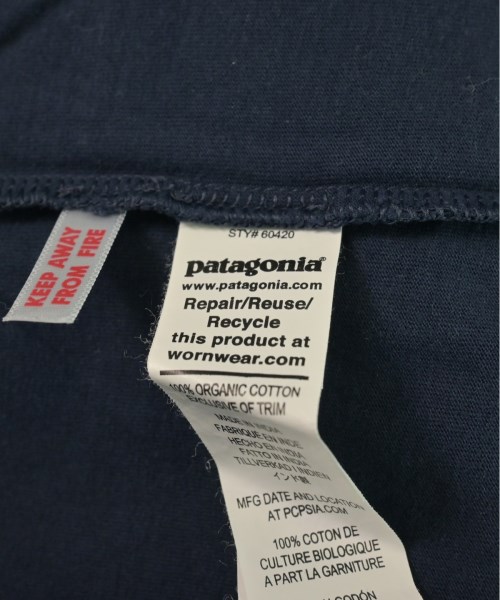 KEEP AWAY
FROM FIRE
STY# 60420
patagonia®
www.patagonia.com
Repair/Reuse/
Recycle
this product at
wornwear.com
100% ORGANIC COTTON
EXCLUSIVE OF TRIM
MADE IN INDIA
FABRIQUÉ EN INDE
HECHO EN INDIA
FATTO IN INDIA
TILLVERKAD I INDIEN
インド製
MFG DATE AND LOCATION
AT PCPSIA.COM
100% COTON DE
CULTURE BIOLOGIQUE
A PART LA GARNITURE
ALGODÓN